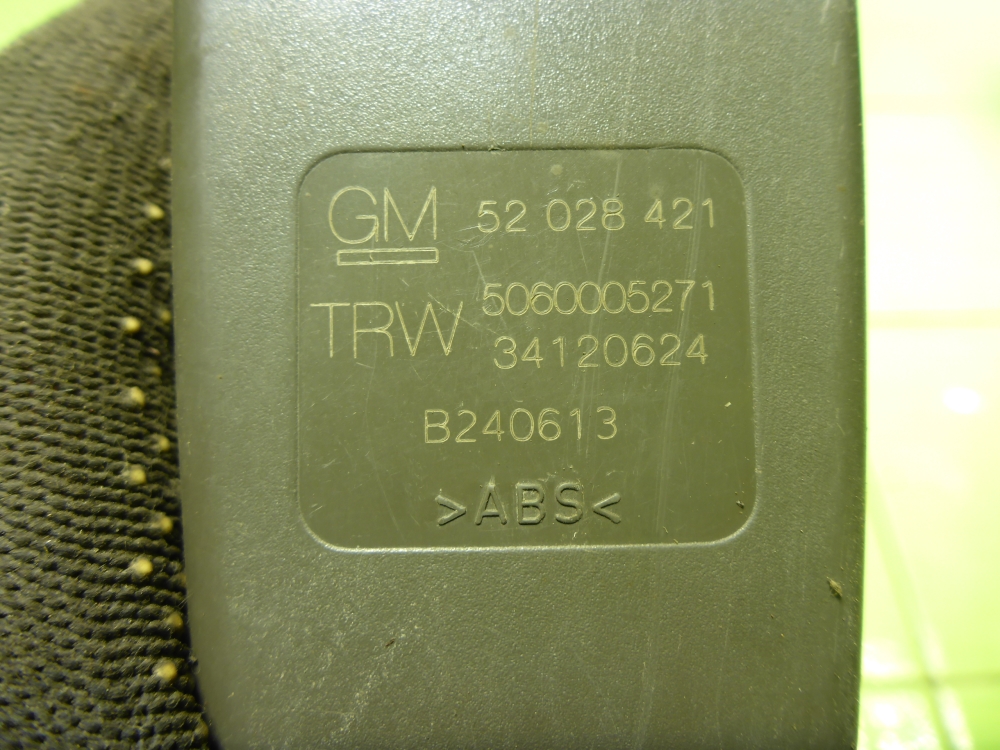 GM 52 028 421
TRW 5060005271
34120624
B240613
>ABS<